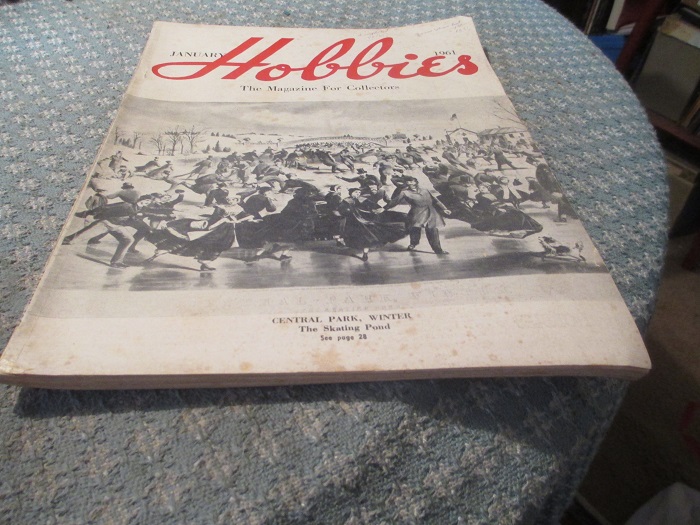 JANUARY Hobbies 1961
The Magazine For Collectors
CENTRAL PARK, WINTER
The Skating Pond
See page 28